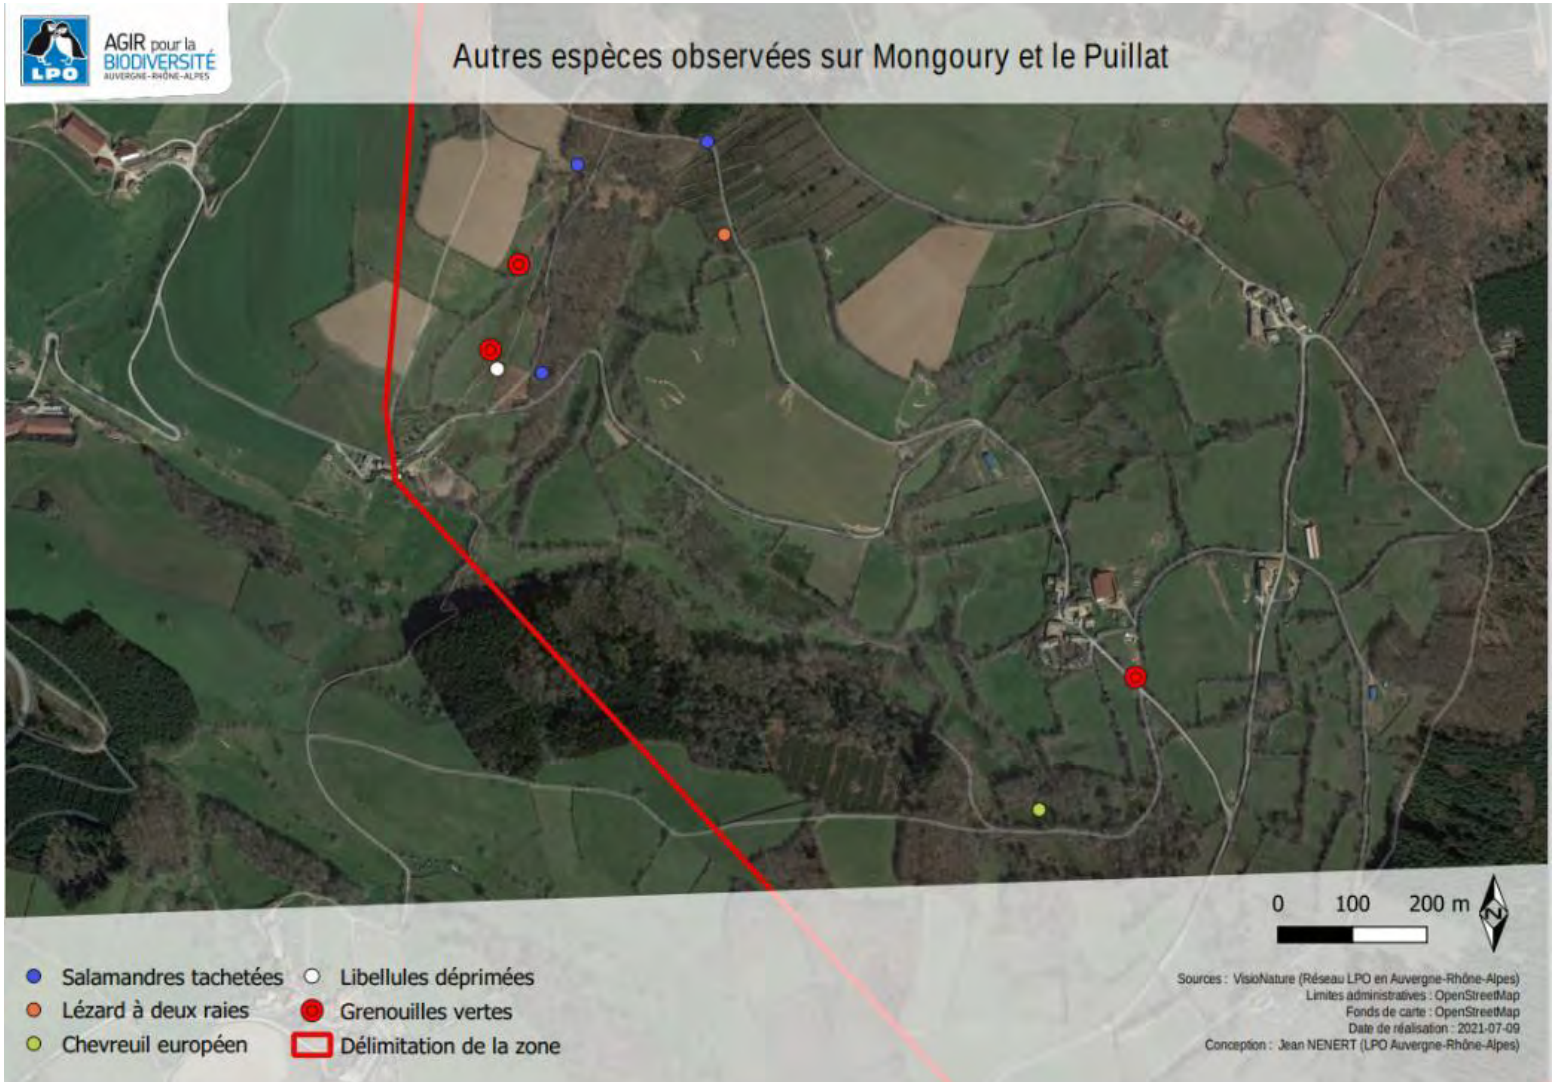 LPO
AGIR pour la
BIODIVERSITÉ
AUVERGNE-RHÔNE-ALPES
Autres espèces observées sur Mongoury et le Puillat
0 100 200 m
N
Salamandres tachetées
Lézard à deux raies
Chevreuil européen
Libellules déprimées
Grenouilles vertes
Délimitation de la zone
Sources : VisioNature (Réseau LPO en Auvergne-Rhône-Alpes)
Limites administratives : OpenStreetMap
Fonds de carte : OpenStreetMap
Date de réalisation : 2021-07-09
Conception : Jean NENERT (LPO Auvergne-Rhône-Alpes)